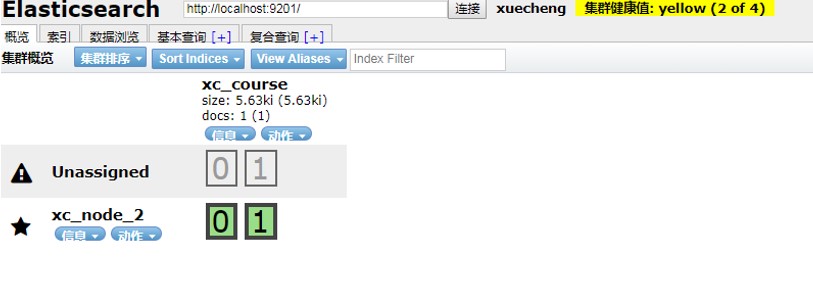 Elasticsearch http://localhost:9201/ 连接 xuecheng 集群健康值: yellow (2 of 4)
概览 索引 数据浏览 基本查询 [+] 复合查询 [+]
集群概览 集群排序 Sort Indices View Aliases Index Filter
xc_course
size: 5.63ki (5.63ki)
docs: 1 (1)
信息 动作
Unassigned 0 1
xc_node_2 0 1
信息 动作